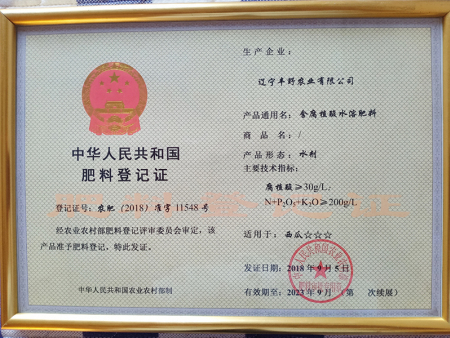 中华人民共和国
肥料登记证
登记证号：农肥（2018）准字 11548 号
经农业农村部肥料登记评审委员会审定，该
产品准予肥料登记，特此发证。
中华人民共和国农业农村部制
生产企业：
辽宁丰野农业有限公司
产品通用名：含腐植酸水溶肥料
商 品 名：/
产品形态：水剂
主要技术指标：
腐植酸≥30g/L、
N+P₂O₅+K₂O≥200g/L
适用于：西瓜☆☆☆
发证日期：2018 年 9 月 5 日
有效期至：2023 年 9 月（第 次续展）